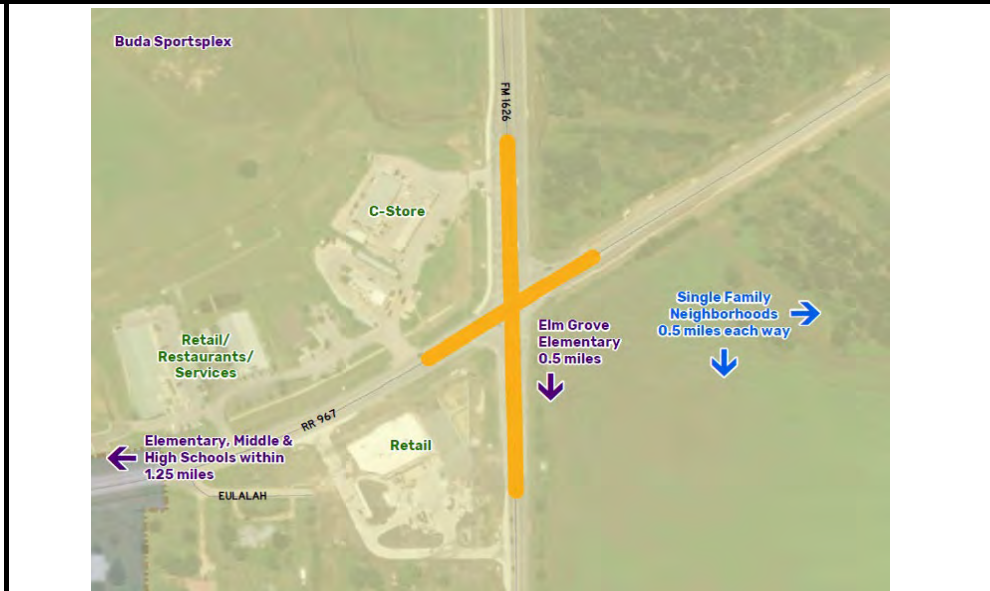 Buda Sportsplex
FM 1626
C-Store
Single Family
Neighborhoods
0.5 miles each way
Elm Grove
Elementary
0.5 miles
Retail/
Restaurants/
Services
RR 967
Retail
Elementary, Middle &
High Schools within
1.25 miles
EULALAH